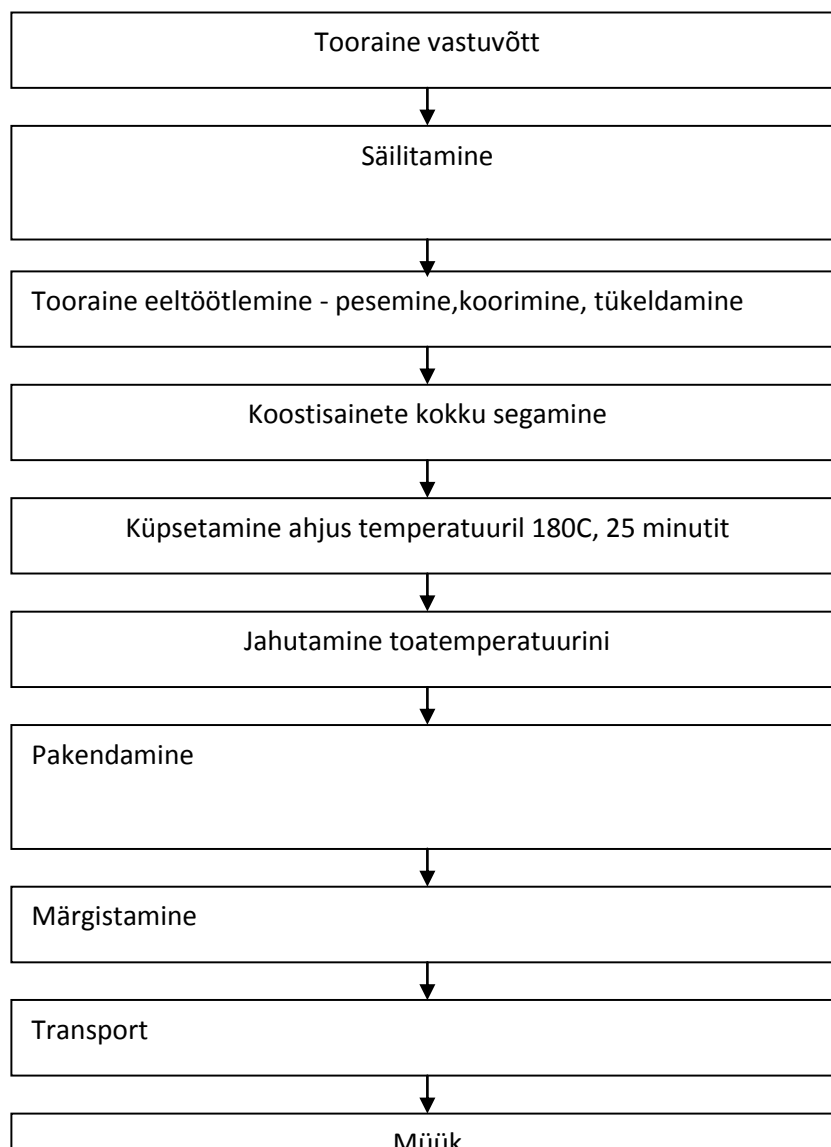 Tooraine vastuvõtt
Säilitamine
Tooraine eeltöötlemine - pesemine,koorimine, tükeldamine
Koostisainete kokku segamine
Küpsetamine ahjus temperatuuril 180C, 25 minutit
Jahutamine toatemperatuurini
Pakendamine
Märgistamine
Transport
Müük